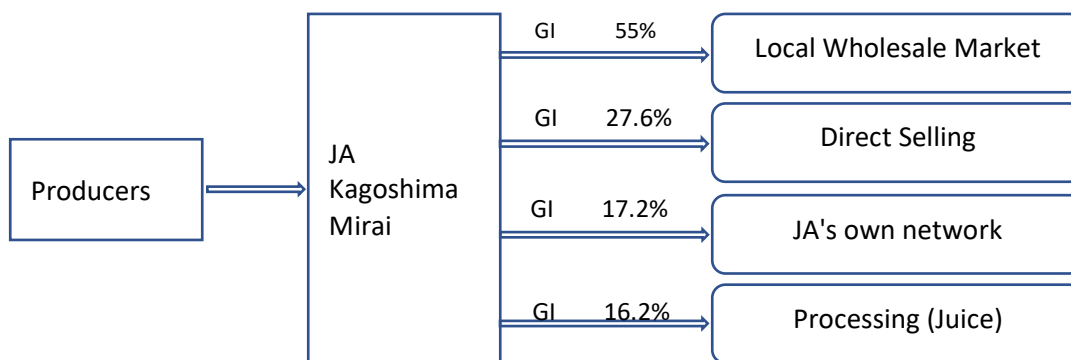 Producers
JA
Kagoshima
Mirai
GI 55%
Local Wholesale Market
GI 27.6%
Direct Selling
GI 17.2%
JA's own network
GI 16.2%
Processing (Juice)